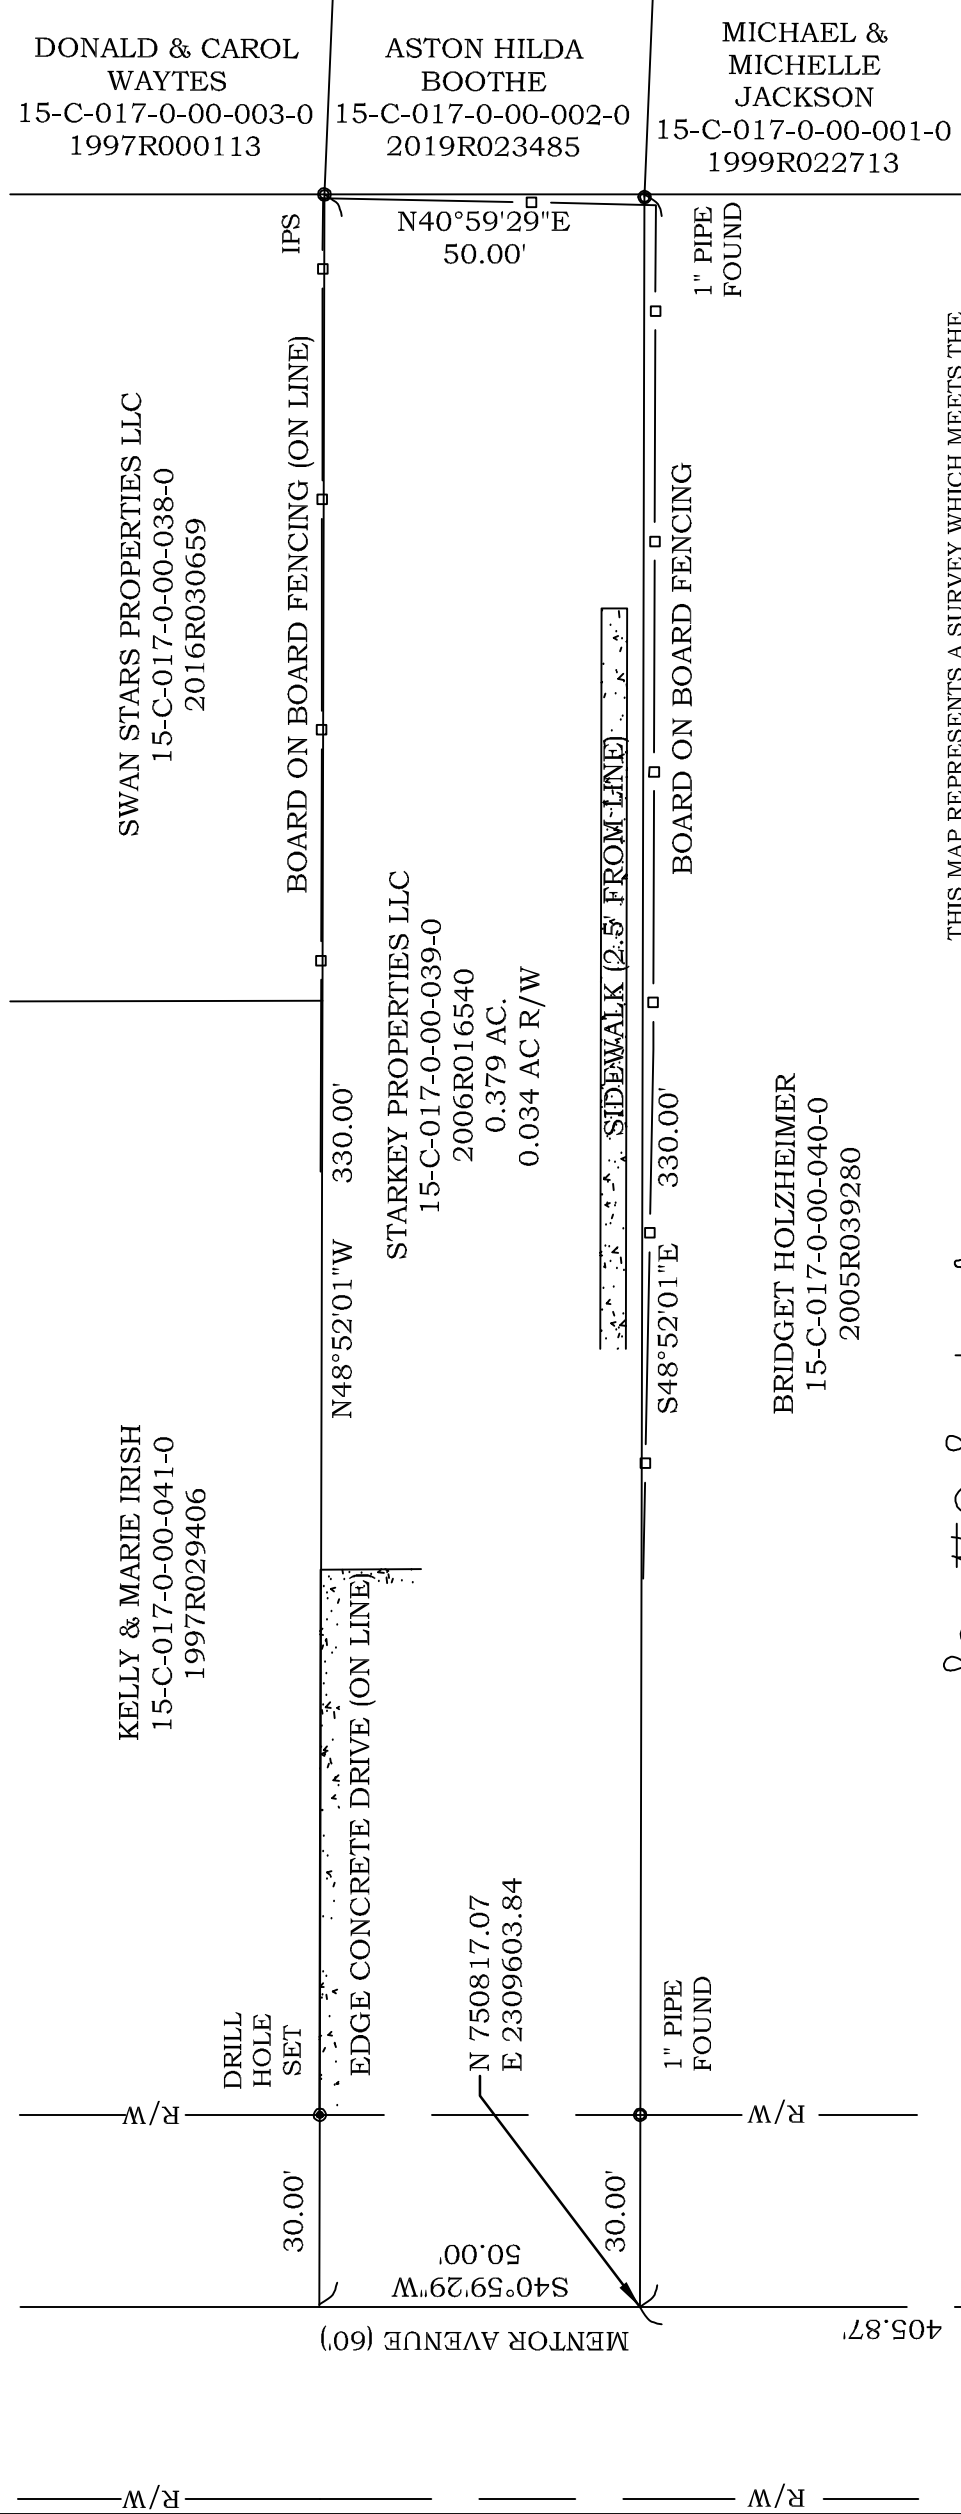 DONALD & CAROL
WAYTES
15-C-017-0-00-003-0
1997R000113
ASTON HILDA
BOOTHE
15-C-017-0-00-002-0
2019R023485
MICHAEL &
MICHELLE
JACKSON
15-C-017-0-00-001-0
1999R022713
IPS
N40°59'29"E
50.00'
1" PIPE
FOUND
SWAN STARS PROPERTIES LLC
15-C-017-0-00-038-0
2016R030659
BOARD ON BOARD FENCING (ON LINE)
BOARD ON BOARD FENCING
SIDEWALK (2.5' FROM LINE)
THIS MAP REPRESENTS A SURVEY WHICH MEETS THE
STARKEY PROPERTIES LLC
15-C-017-0-00-039-0
2006R016540
0.379 AC.
0.034 AC R/W
N48°52'01"W 330.00'
S48°52'01"E 330.00'
BRIDGET HOLZHEIMER
15-C-017-0-00-040-0
2005R039280
KELLY & MARIE IRISH
15-C-017-0-00-041-0
1997R029406
EDGE CONCRETE DRIVE (ON LINE)
DRILL
HOLE
SET
N 750817.07
E 2309603.84
1" PIPE
FOUND
R/W
R/W
30.00'
30.00'
S40°59'29"W
50.00'
MENTOR AVENUE (60')
405.87'
R/W
R/W